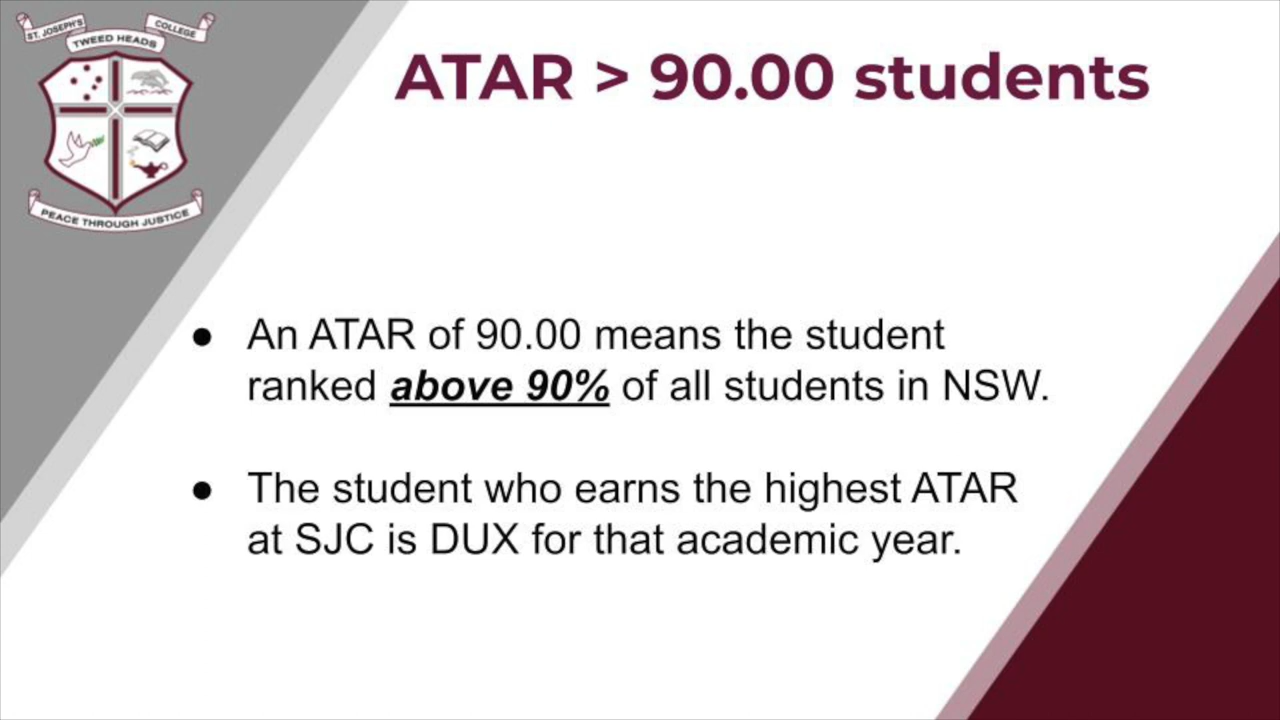 ST. JOSEPH'S
COLLEGE
TWEED HEADS
PEACE THROUGH JUSTICE
ATAR > 90.00 students
● An ATAR of 90.00 means the student
ranked above 90% of all students in NSW.
● The student who earns the highest ATAR
at SJC is DUX for that academic year.